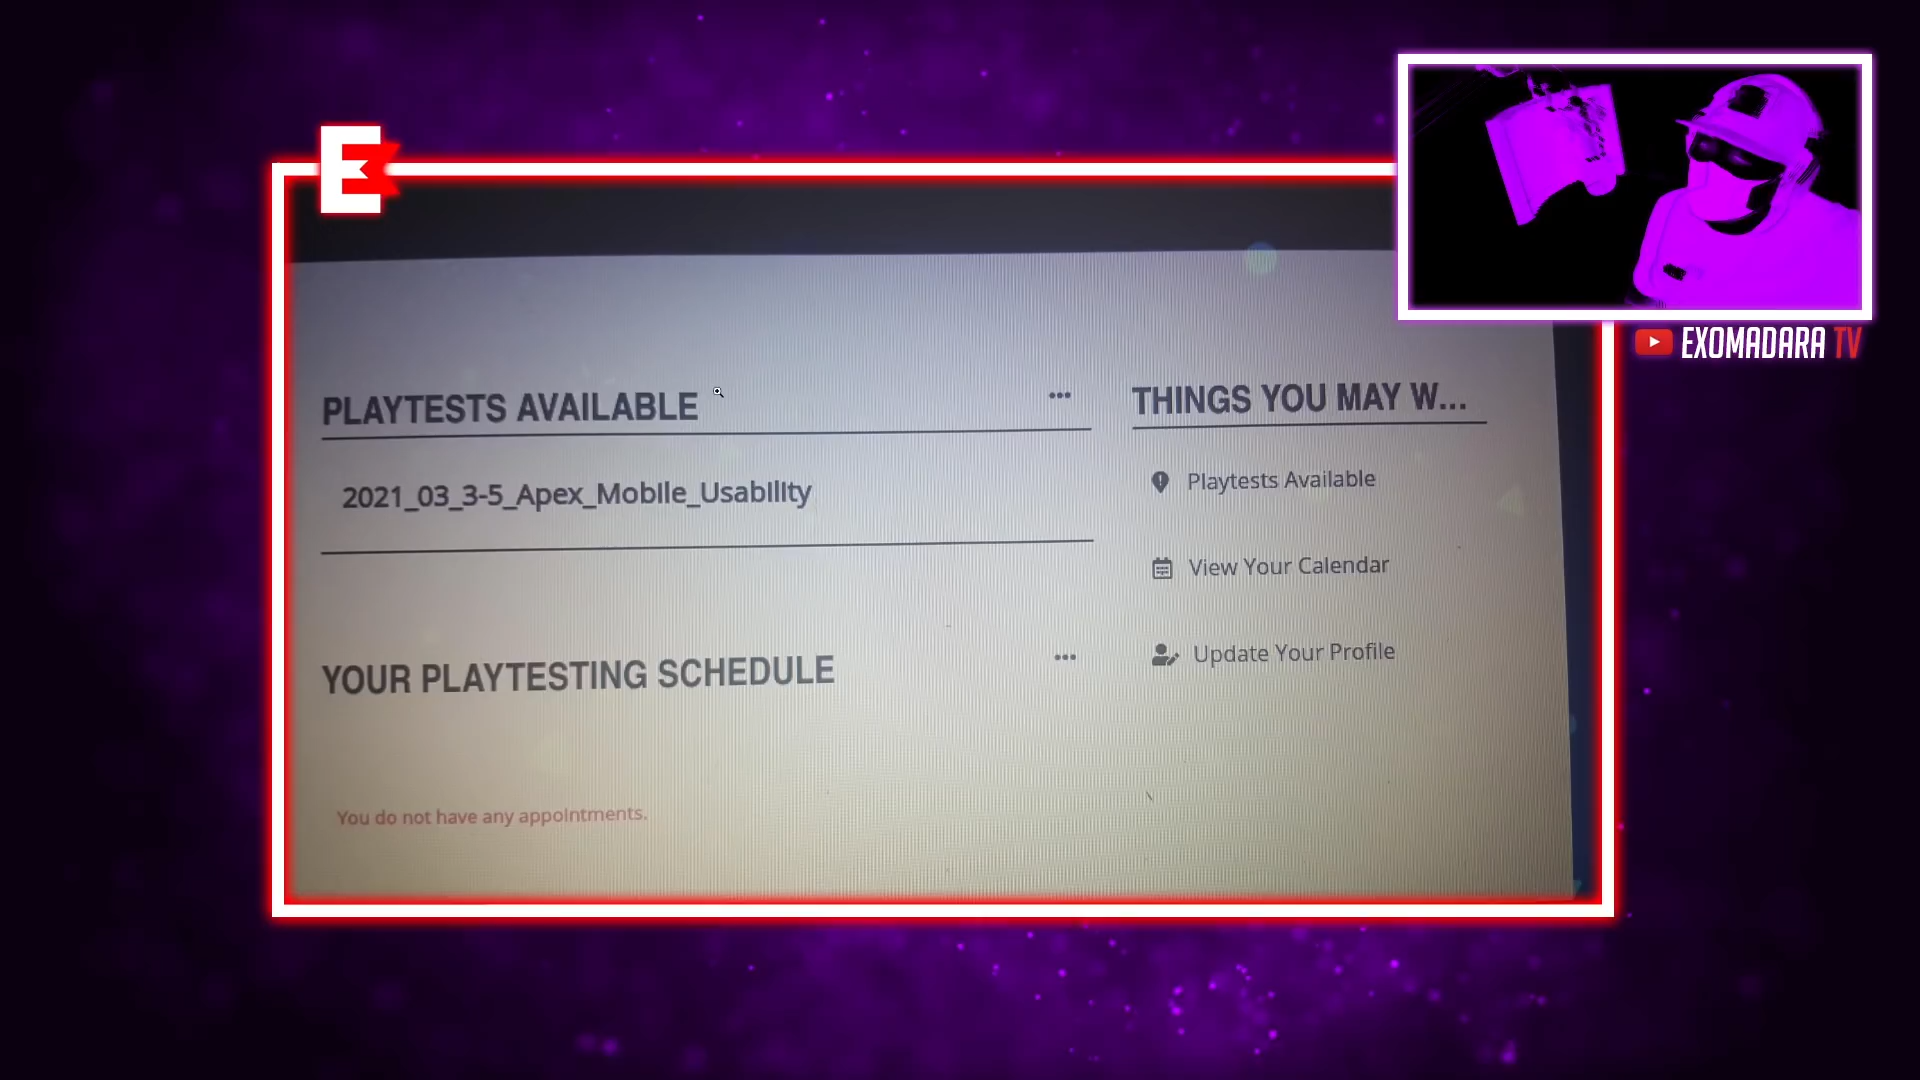 E
EXOMADARA TV
PLAYTESTS AVAILABLE
2021_03_3-5_Apex_Mobile_Usability
YOUR PLAYTESTING SCHEDULE
You do not have any appointments.
THINGS YOU MAY W...
Playtests Available
View Your Calendar
Update Your Profile